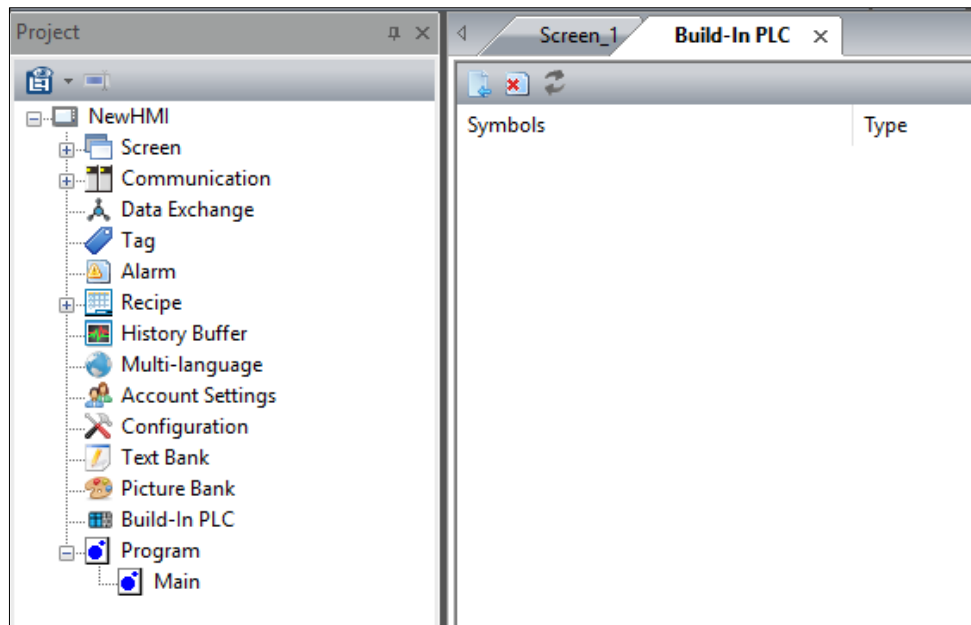 Project
Screen_1
Build-In PLC
NewHMI
Symbols
Type
Screen
Communication
Data Exchange
Tag
Alarm
Recipe
History Buffer
Multi-language
Account Settings
Configuration
Text Bank
Picture Bank
Build-In PLC
Program
Main